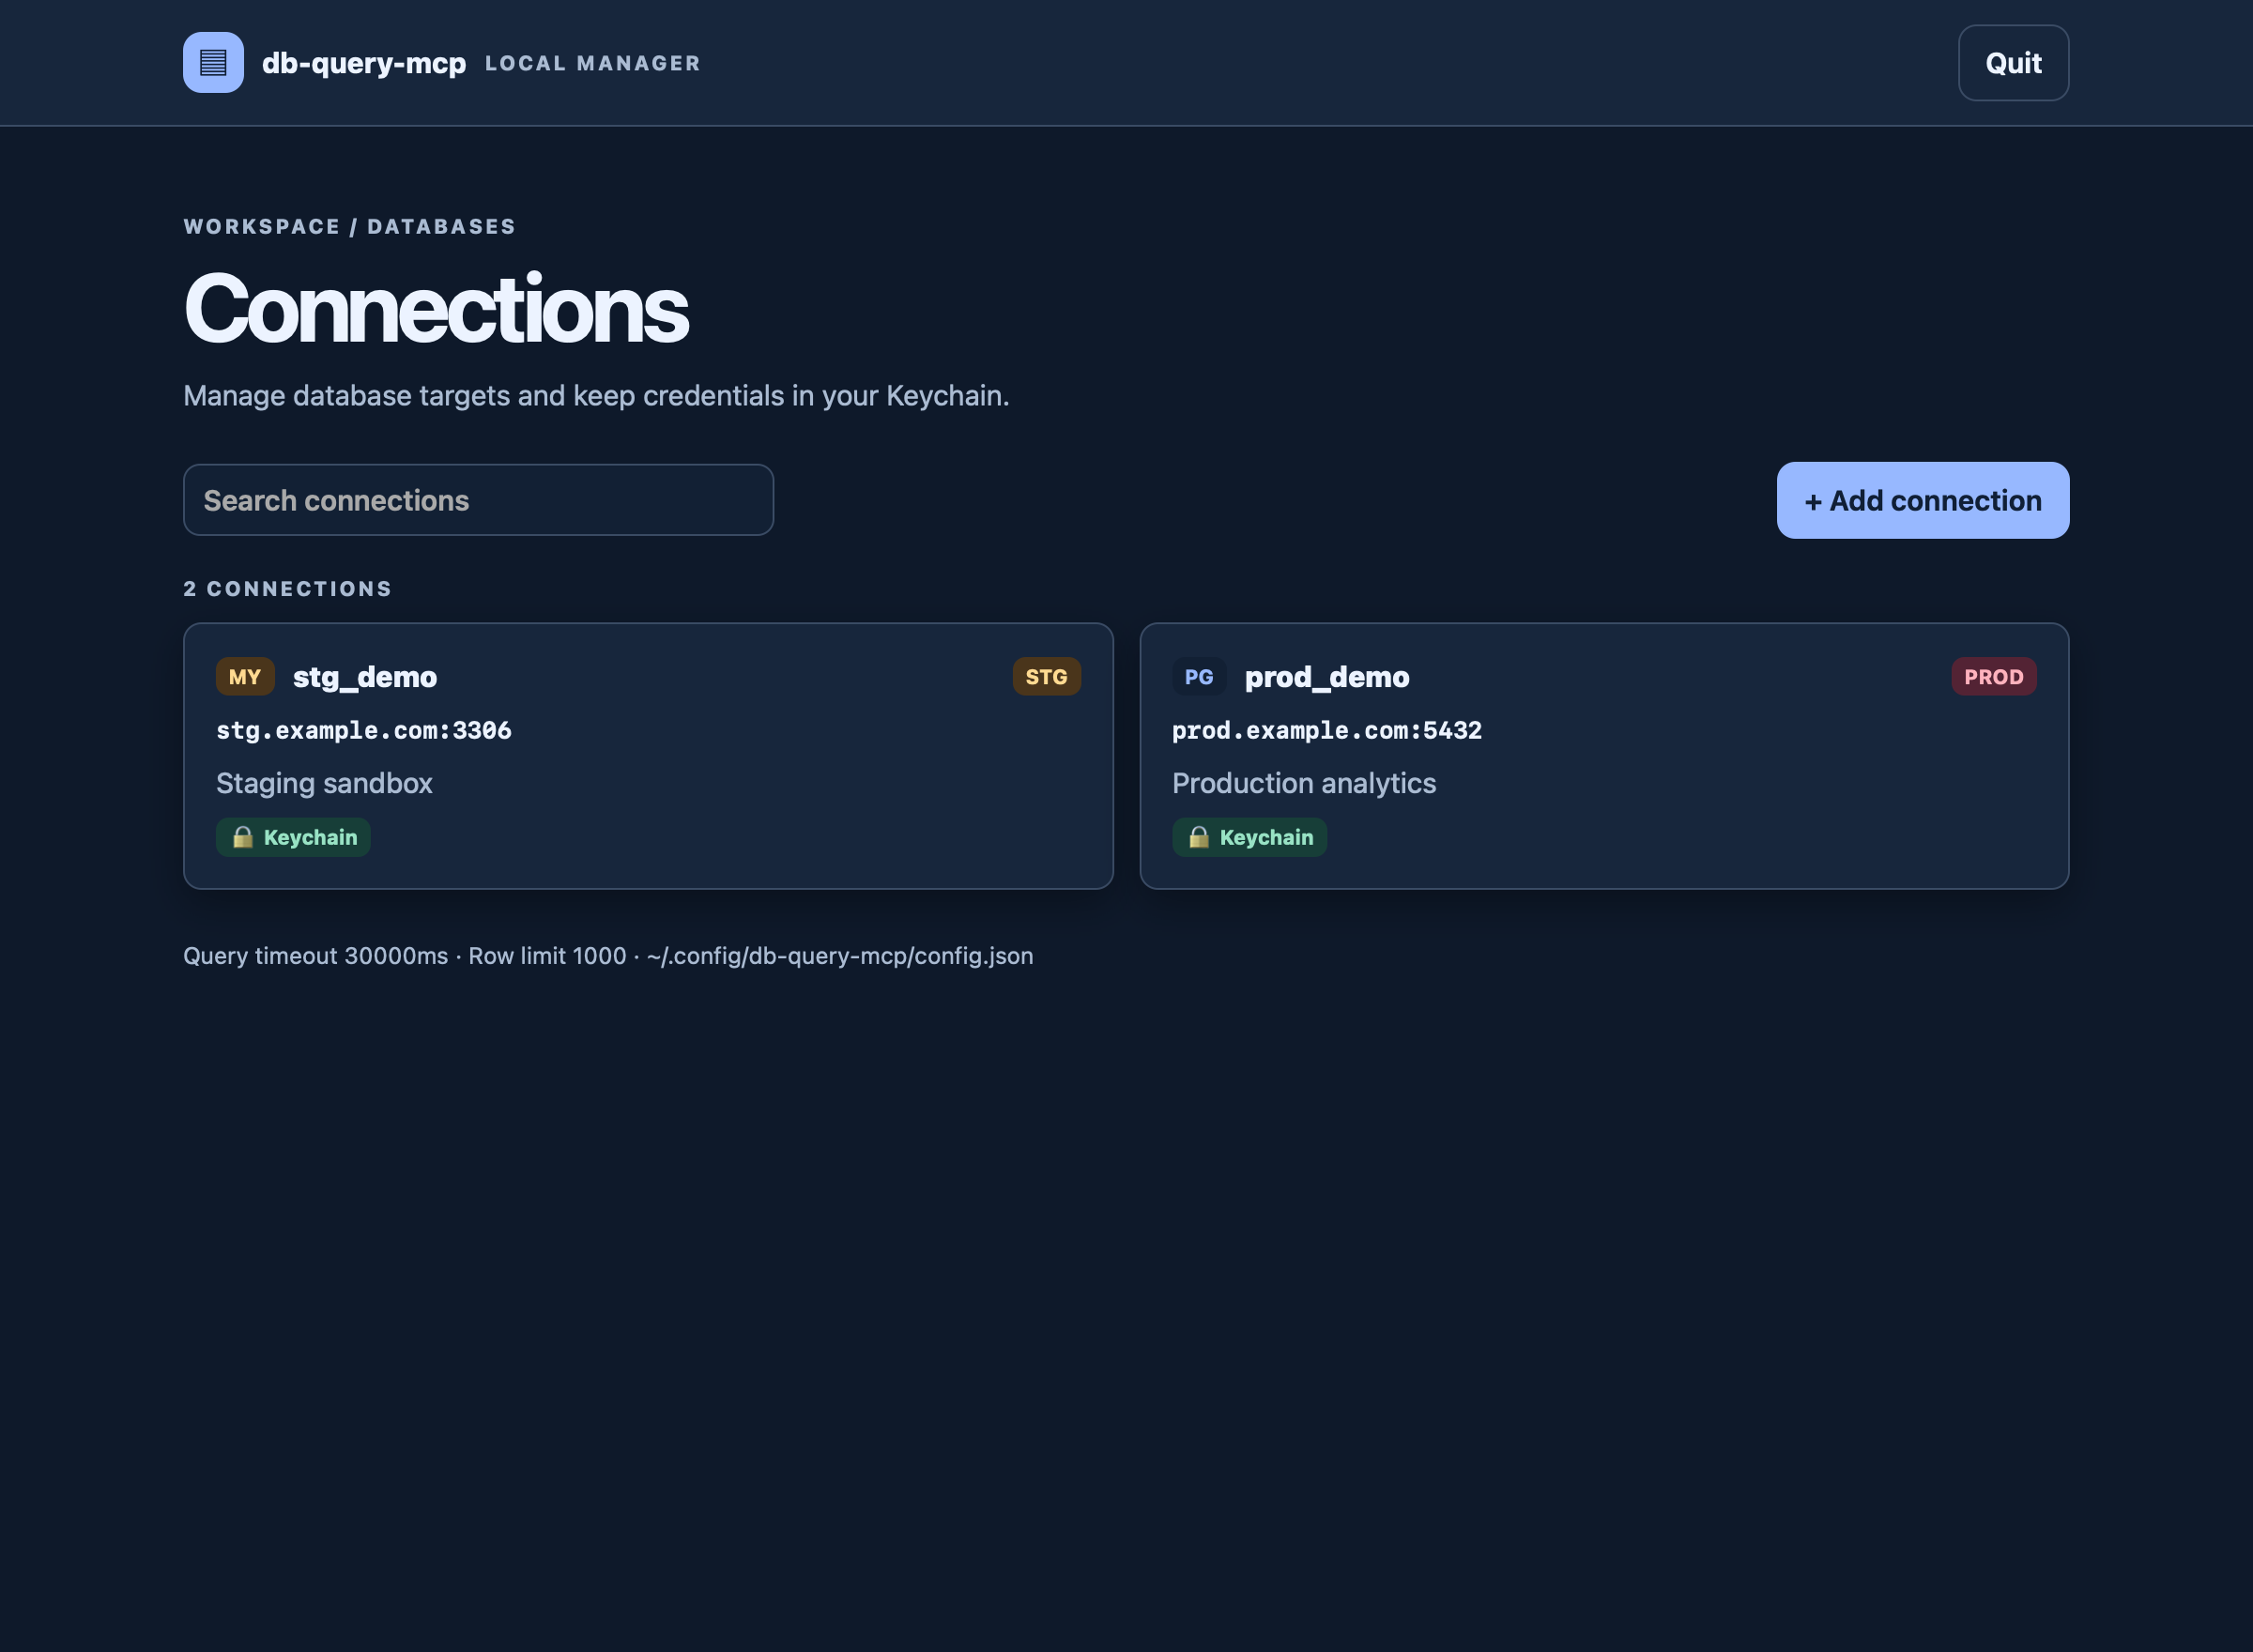 db-query-mcp LOCAL MANAGER
Quit
WORKSPACE / DATABASES
Connections
Manage database targets and keep credentials in your Keychain.
Search connections
+ Add connection
2 CONNECTIONS
MY stg_demo STG
stg.example.com:3306
Staging sandbox
Keychain
PG prod_demo PROD
prod.example.com:5432
Production analytics
Keychain
Query timeout 30000ms · Row limit 1000 · ~/.config/db-query-mcp/config.json